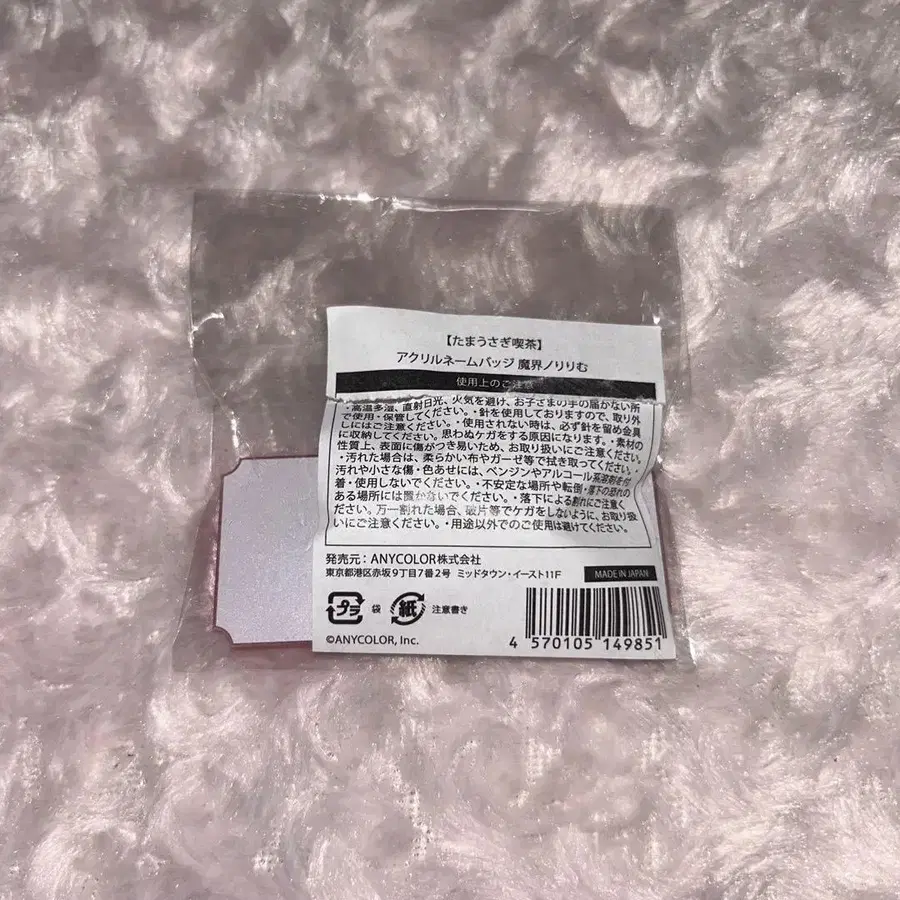 【たまうさぎ喫茶】
アクリルネームバッジ 魔界ノりりむ
使用上のご注意
・高温多湿、直射日光、火気を避け、お子さまの手の届かない所
で使用・保管してください。・針を使用しておりますので、取り外
しにはご注意ください。・使用されない時は、必ず針を留め金具
に収納してください。思わぬケガをする原因になります。・素材の
性質上、表面に傷がつき易いため、お取り扱いにご注意ください。
・汚れた場合は、柔らかい布やガーゼ等で拭き取ってください。・
汚れや小さな傷・色あせには、ベンジンやアルコール系溶剤を付
着・使用しないでください。・不安定な場所や転倒・落下の恐れの
ある場所には置かないでください。・落下による割れにご注意く
ださい。万一割れた場合、破片等でケガをしないように、お取り扱
いにご注意ください。・用途以外でのご使用は避けてください。
発売元：ANYCOLOR株式会社
東京都港区赤坂9丁目7番2号 ミッドタウン・イースト11F
MADE IN JAPAN
プラ 袋 紙 注意書き
©ANYCOLOR, Inc.
4 570105 149851